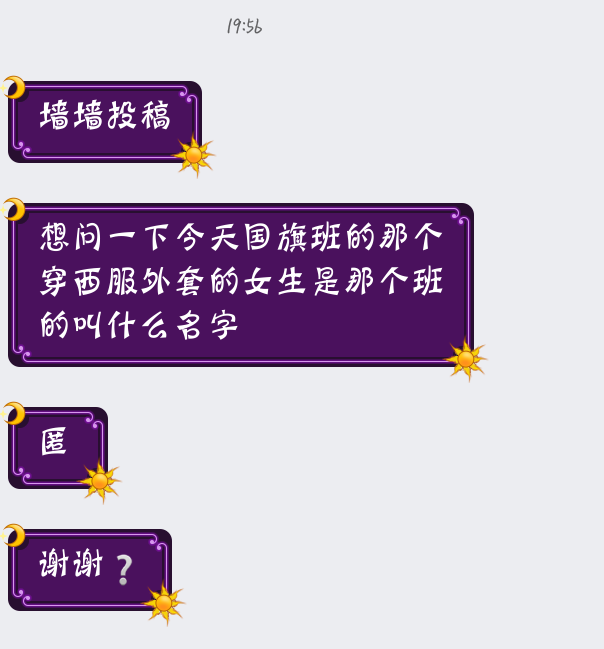 19:56
墙墙投稿
想问一下今天国旗班的那个
穿西服外套的女生是那个班
的叫什么名字
匿
谢谢❔